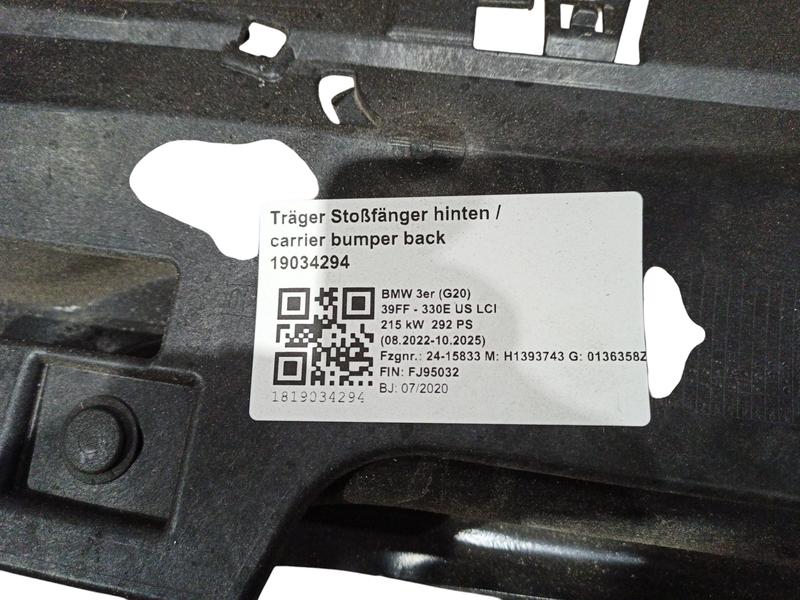 Träger Stoßfänger hinten /
carrier bumper back
19034294
BMW 3er (G20)
39FF - 330E US LCI
215 kW 292 PS
(08.2022-10.2025)
Fzgnr.: 24-15833 M: H1393743 G: 0136358Z
FIN: FJ95032
BJ: 07/2020
1819034294